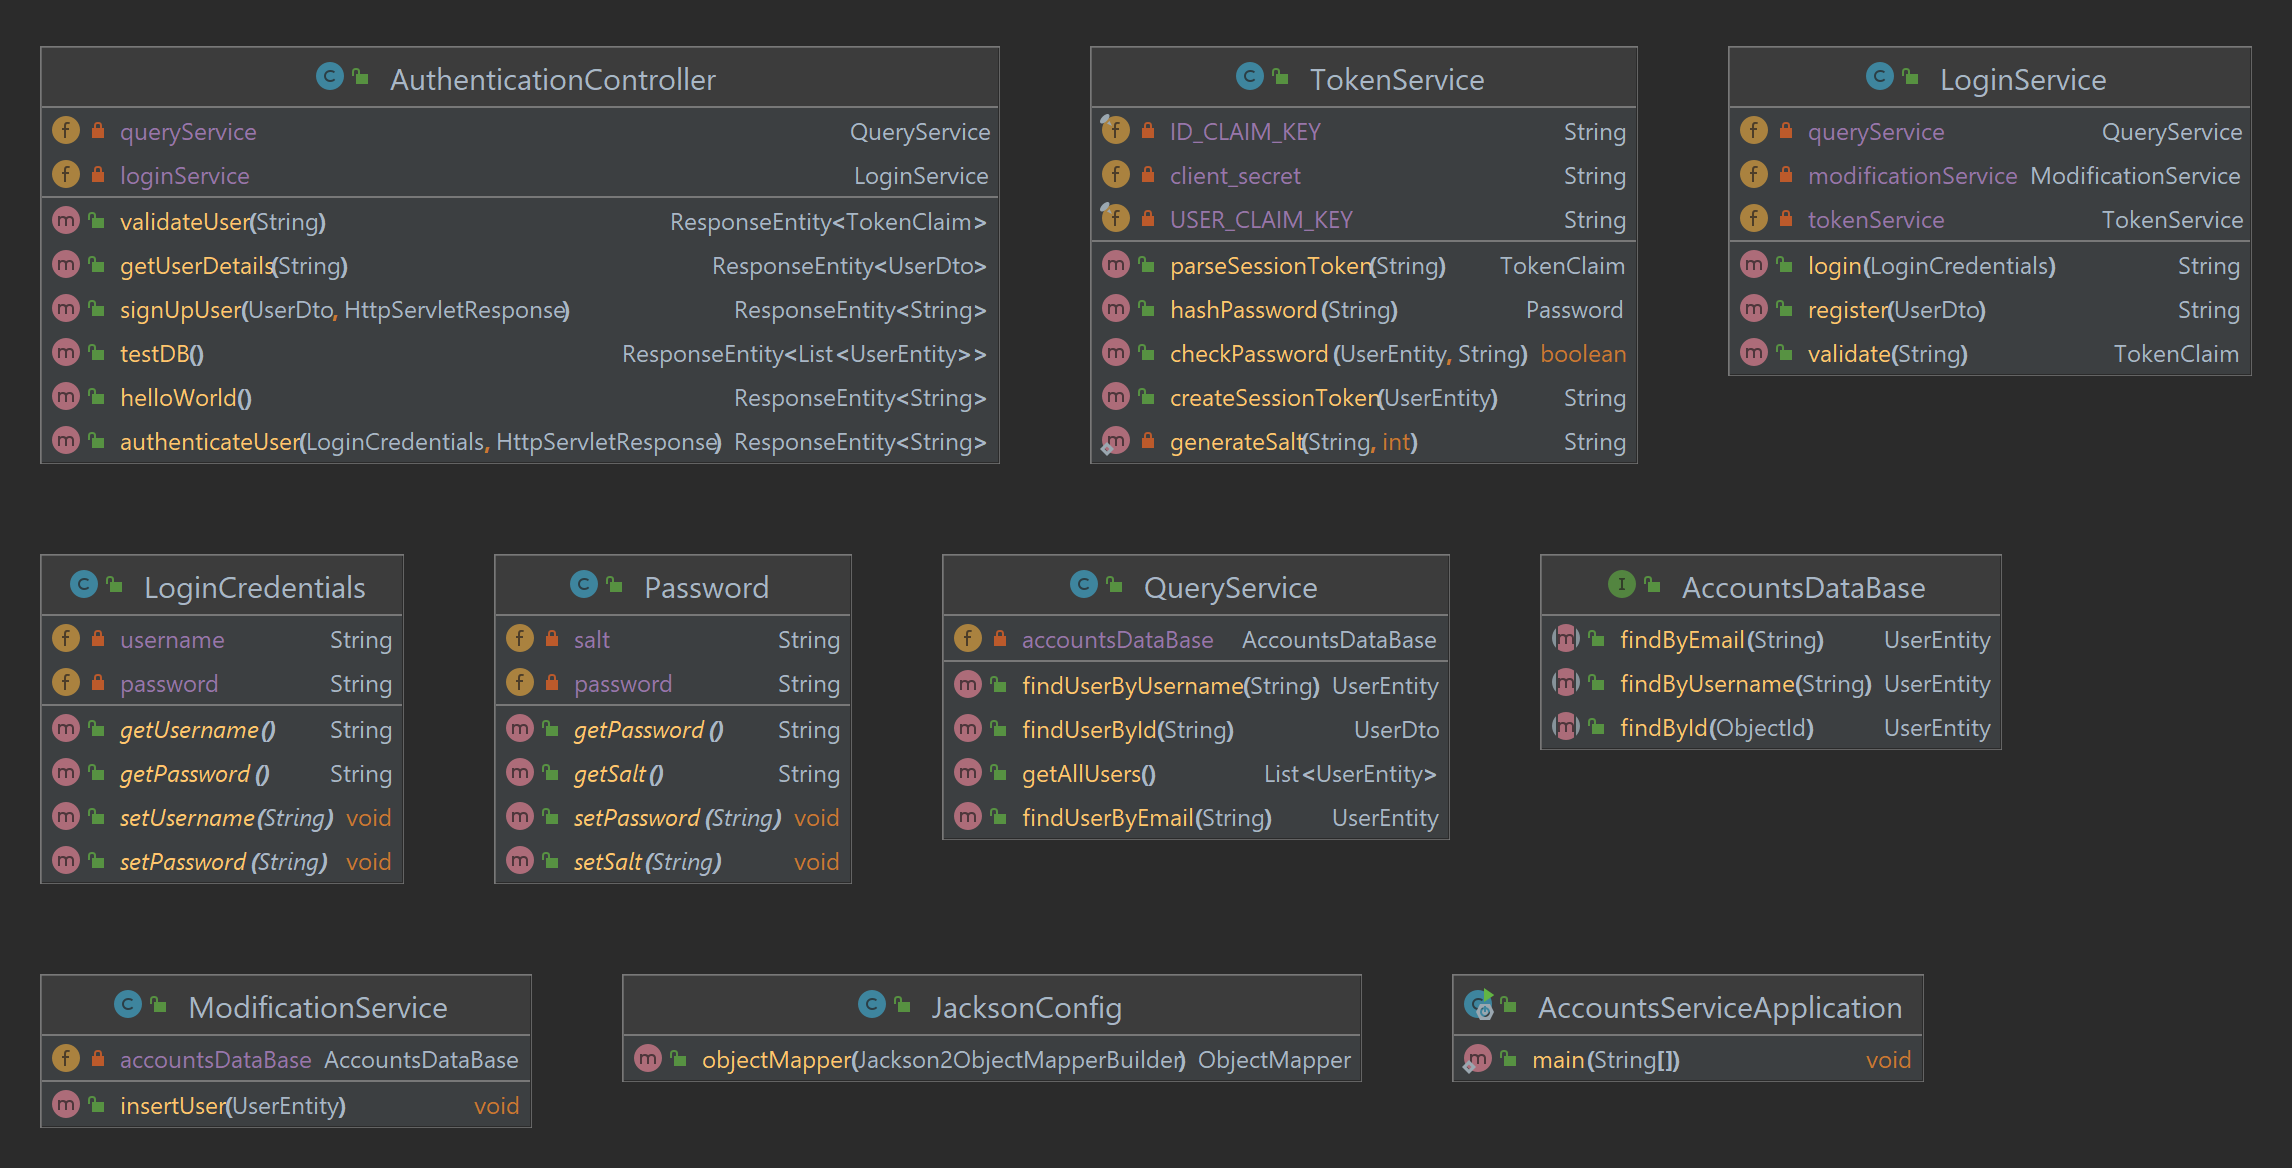 AuthenticationController
queryService QueryService
loginService LoginService
validateUser(String) ResponseEntity<TokenClaim>
getUserDetails(String) ResponseEntity<UserDto>
signUpUser(UserDto, HttpServletResponse) ResponseEntity<String>
testDB() ResponseEntity<List<UserEntity>>
helloWorld() ResponseEntity<String>
authenticateUser(LoginCredentials, HttpServletResponse) ResponseEntity<String>
TokenService
ID_CLAIM_KEY String
client_secret String
USER_CLAIM_KEY String
parseSessionToken(String) TokenClaim
hashPassword(String) Password
checkPassword(UserEntity, String) boolean
createSessionToken(UserEntity) String
generateSalt(String, int) String
LoginService
queryService QueryService
modificationService ModificationService
tokenService TokenService
login(LoginCredentials) String
register(UserDto) String
validate(String) TokenClaim
LoginCredentials
username String
password String
getUsername() String
getPassword() String
setUsername(String) void
setPassword(String) void
Password
salt String
password String
getPassword() String
getSalt() String
setPassword(String) void
setSalt(String) void
QueryService
accountsDataBase AccountsDataBase
findUserByUsername(String) UserEntity
findUserById(String) UserDto
getAllUsers() List<UserEntity>
findUserByEmail(String) UserEntity
AccountsDataBase
findByEmail(String) UserEntity
findByUsername(String) UserEntity
findById(ObjectId) UserEntity
ModificationService
accountsDataBase AccountsDataBase
insertUser(UserEntity) void
JacksonConfig
objectMapper(Jackson2ObjectMapperBuilder) ObjectMapper
AccountsServiceApplication
main(String[]) void